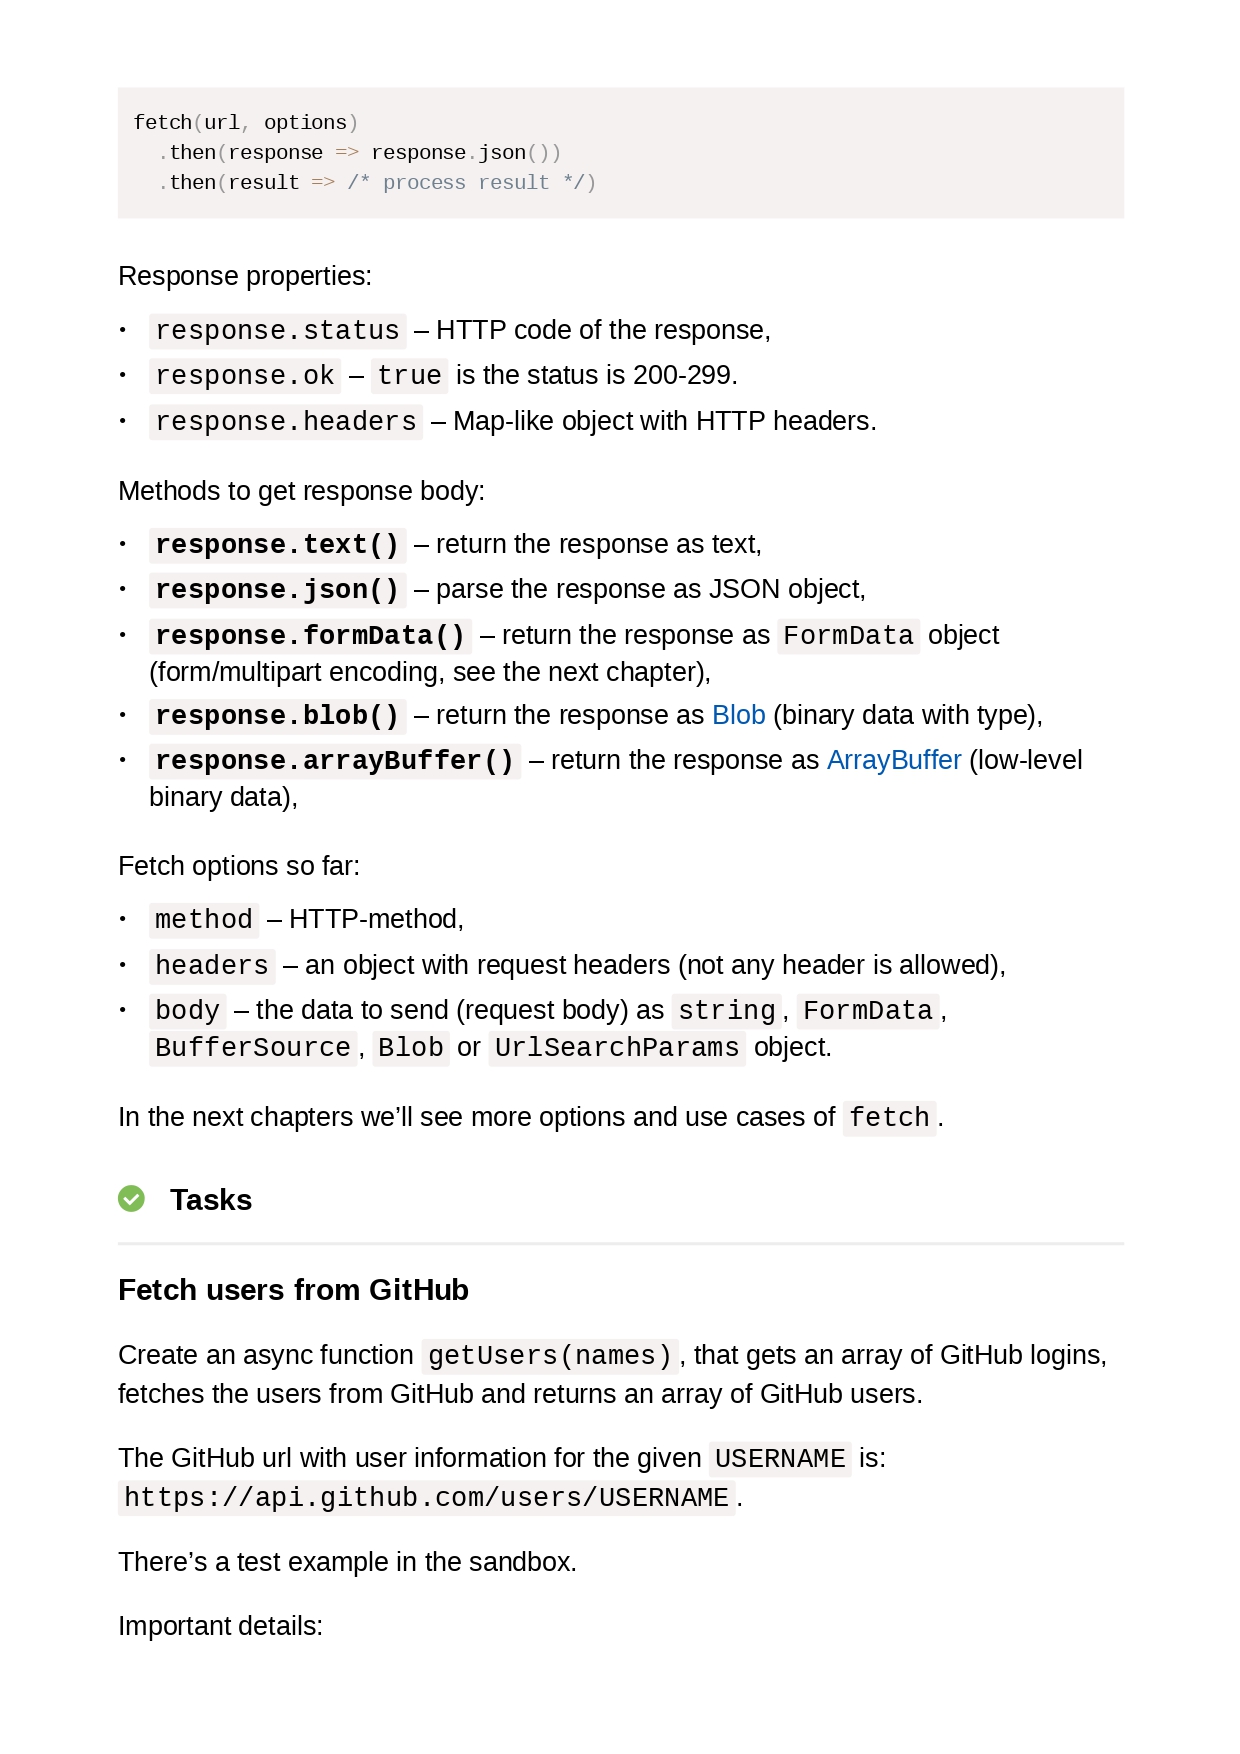 fetch(url, options)
  .then(response => response.json())
  .then(result => /* process result */)
Response properties:
• response.status – HTTP code of the response,
• response.ok – true is the status is 200-299.
• response.headers – Map-like object with HTTP headers.
Methods to get response body:
• response.text() – return the response as text,
• response.json() – parse the response as JSON object,
• response.formData() – return the response as FormData object
(form/multipart encoding, see the next chapter),
• response.blob() – return the response as Blob (binary data with type),
• response.arrayBuffer() – return the response as ArrayBuffer (low-level
binary data),
Fetch options so far:
• method – HTTP-method,
• headers – an object with request headers (not any header is allowed),
• body – the data to send (request body) as string, FormData,
BufferSource, Blob or UrlSearchParams object.
In the next chapters we’ll see more options and use cases of fetch.
Tasks
Fetch users from GitHub
Create an async function getUsers(names), that gets an array of GitHub logins,
fetches the users from GitHub and returns an array of GitHub users.
The GitHub url with user information for the given USERNAME is:
https://api.github.com/users/USERNAME.
There’s a test example in the sandbox.
Important details: